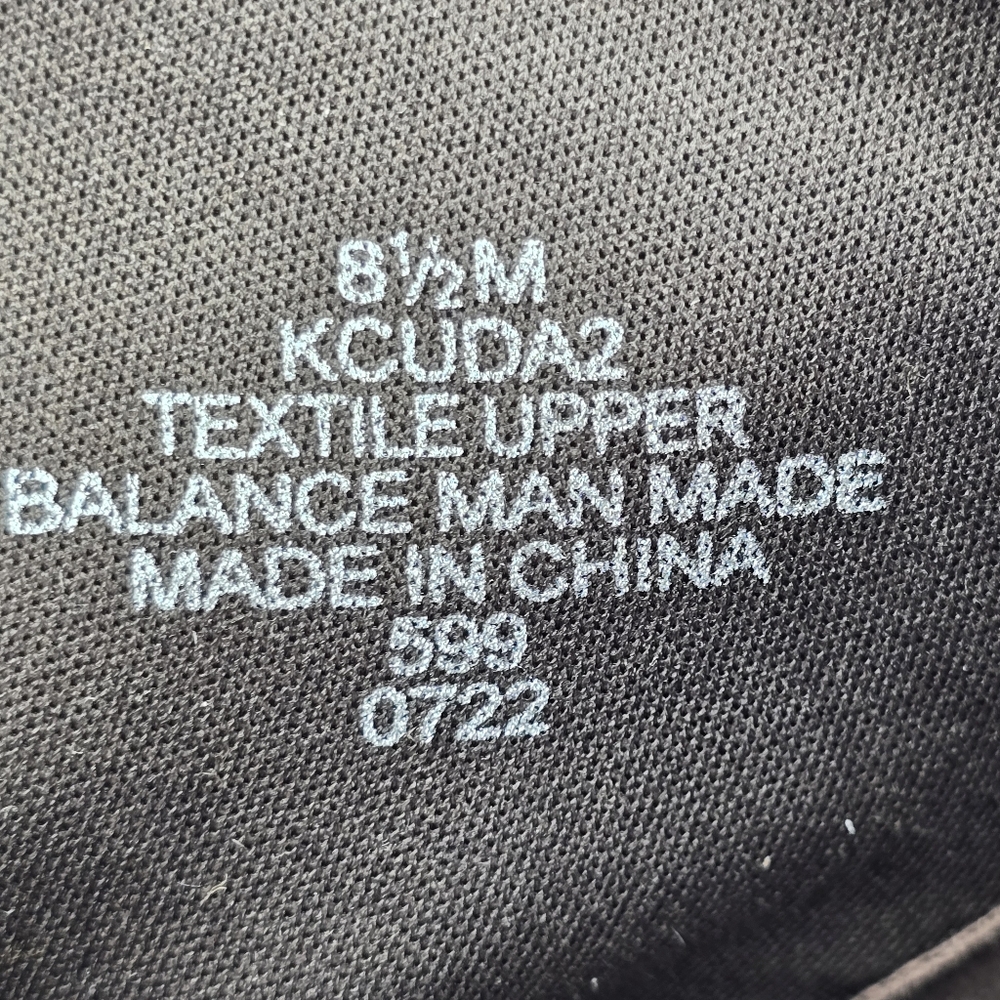 8½M
KCUDA2
TEXTILE UPPER
BALANCE MAN MADE
MADE IN CHINA
599
0722